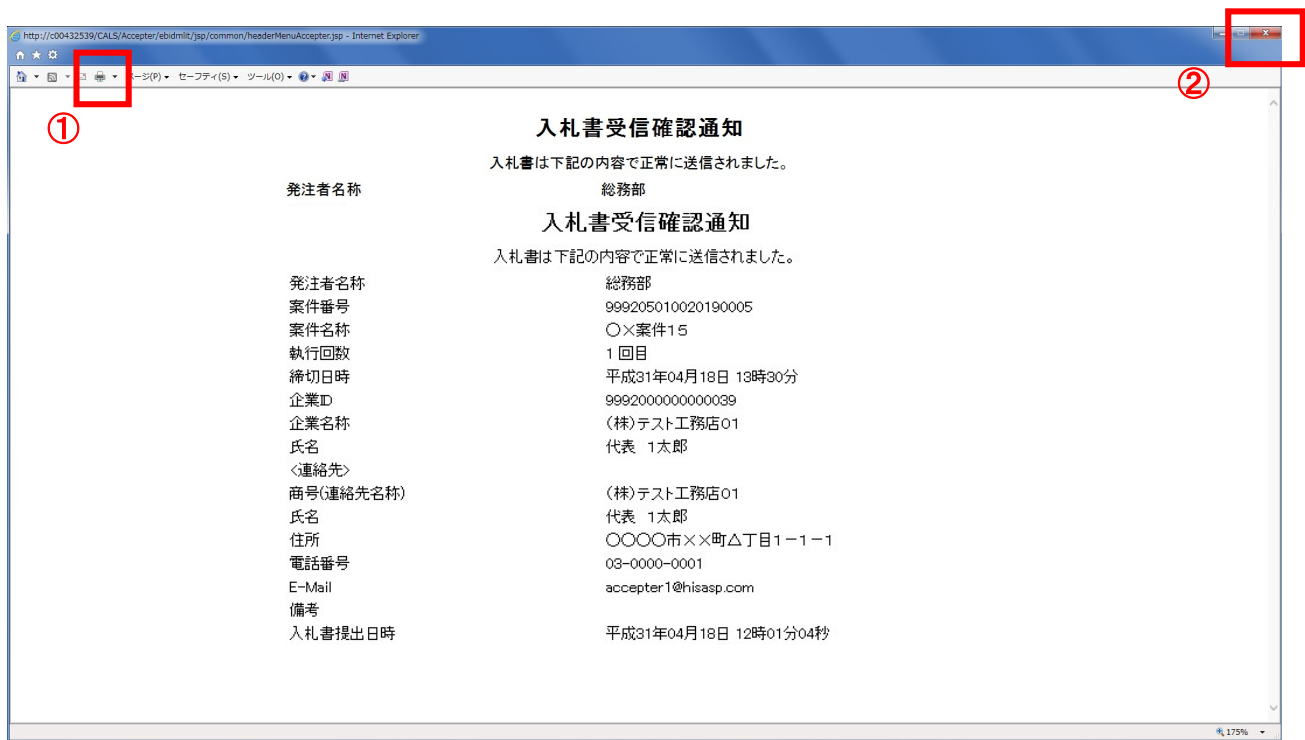 http://c00432539/CALS/Accepter/ebidmlit/jsp/common/headerMenuAccepter.jsp - Internet Explorer
ページ(P) セーフティ(S) ツール(O)
① ②
入札書受信確認通知
入札書は下記の内容で正常に送信されました。
発注者名称 総務部
入札書受信確認通知
入札書は下記の内容で正常に送信されました。
発注者名称 総務部
案件番号 999205010020190005
案件名称 〇×案件15
執行回数 1回目
締切日時 平成31年04月18日 13時30分
企業ID 9992000000000039
企業名称 (株)テスト工務店01
氏名 代表 1太郎
<連絡先>
商号(連絡先名称) (株)テスト工務店01
氏名 代表 1太郎
住所 〇〇〇〇市××町△丁目1-1-1
電話番号 03-0000-0001
E-Mail accepter1@hisasp.com
備考
入札書提出日時 平成31年04月18日 12時01分04秒
175%